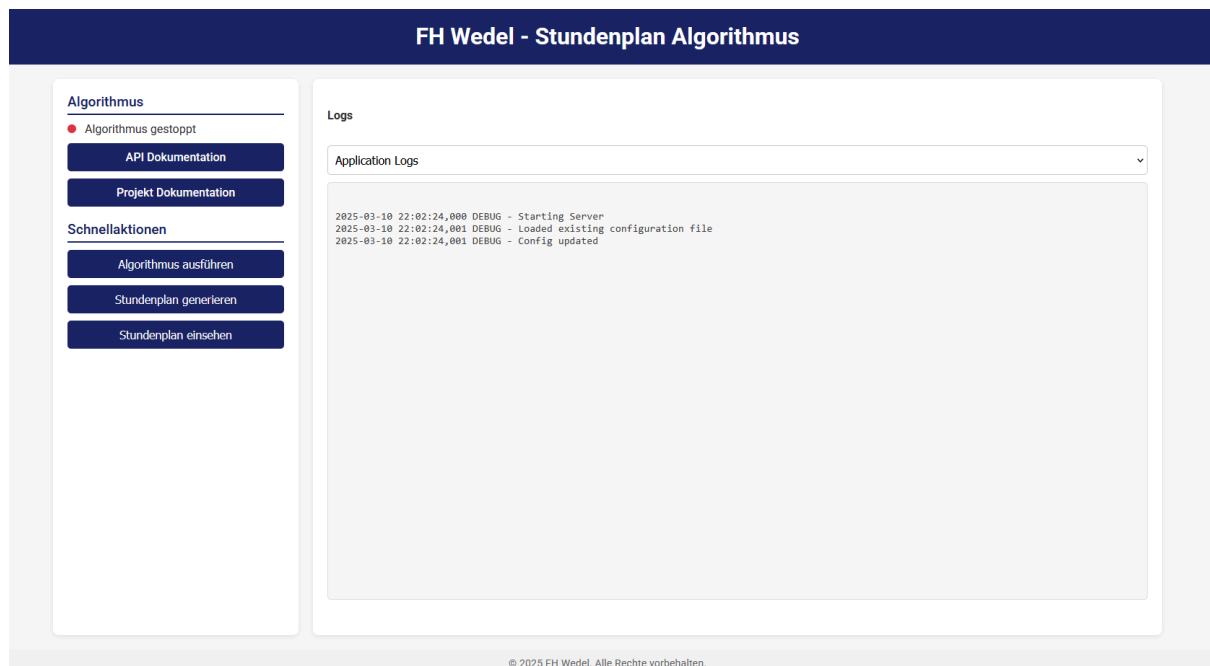 FH Wedel - Stundenplan Algorithmus
Algorithmus
Algorithmus gestoppt
API Dokumentation
Projekt Dokumentation
Schnellaktionen
Algorithmus ausführen
Stundenplan generieren
Stundenplan einsehen
Logs
Application Logs
2025-03-10 22:02:24,000 DEBUG - Starting Server
2025-03-10 22:02:24,001 DEBUG - Loaded existing configuration file
2025-03-10 22:02:24,001 DEBUG - Config updated
© 2025 FH Wedel. Alle Rechte vorbehalten.